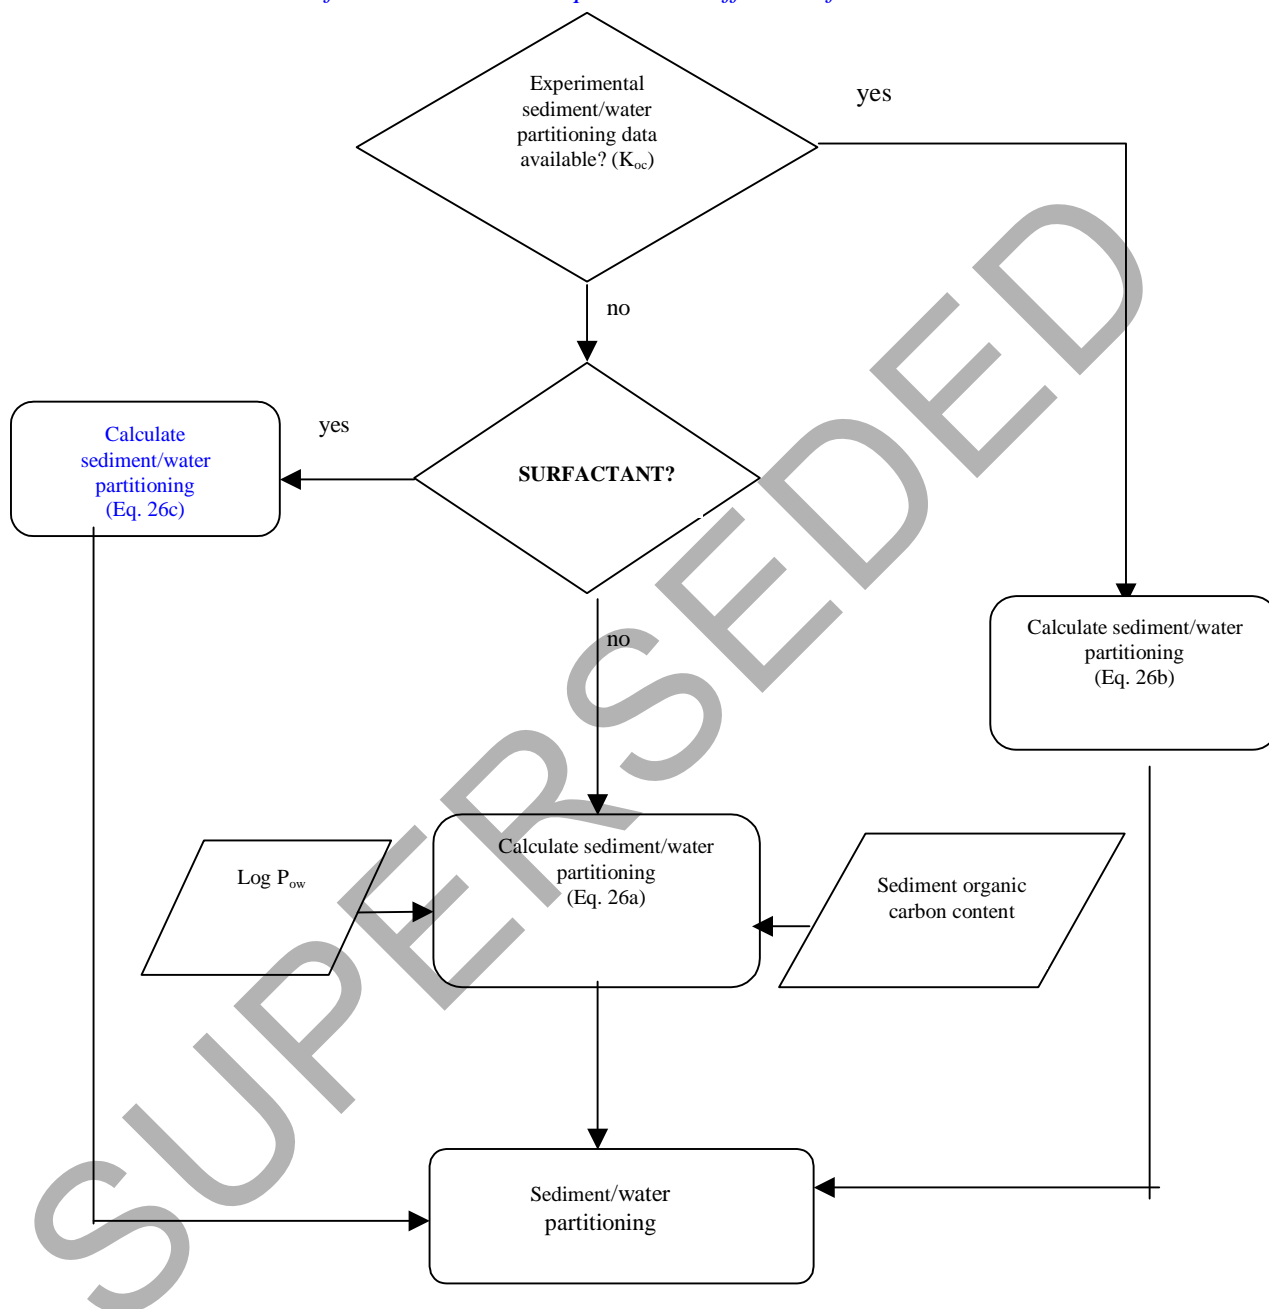 Experimental
sediment/water
partitioning data
available? (Koc)
yes
no
SURFACTANT?
yes
Calculate
sediment/water
partitioning
(Eq. 26c)
no
Calculate sediment/water
partitioning
(Eq. 26b)
Log Pow
Calculate sediment/water
partitioning
(Eq. 26a)
Sediment organic
carbon content
Sediment/water
partitioning
SUPERSEDED